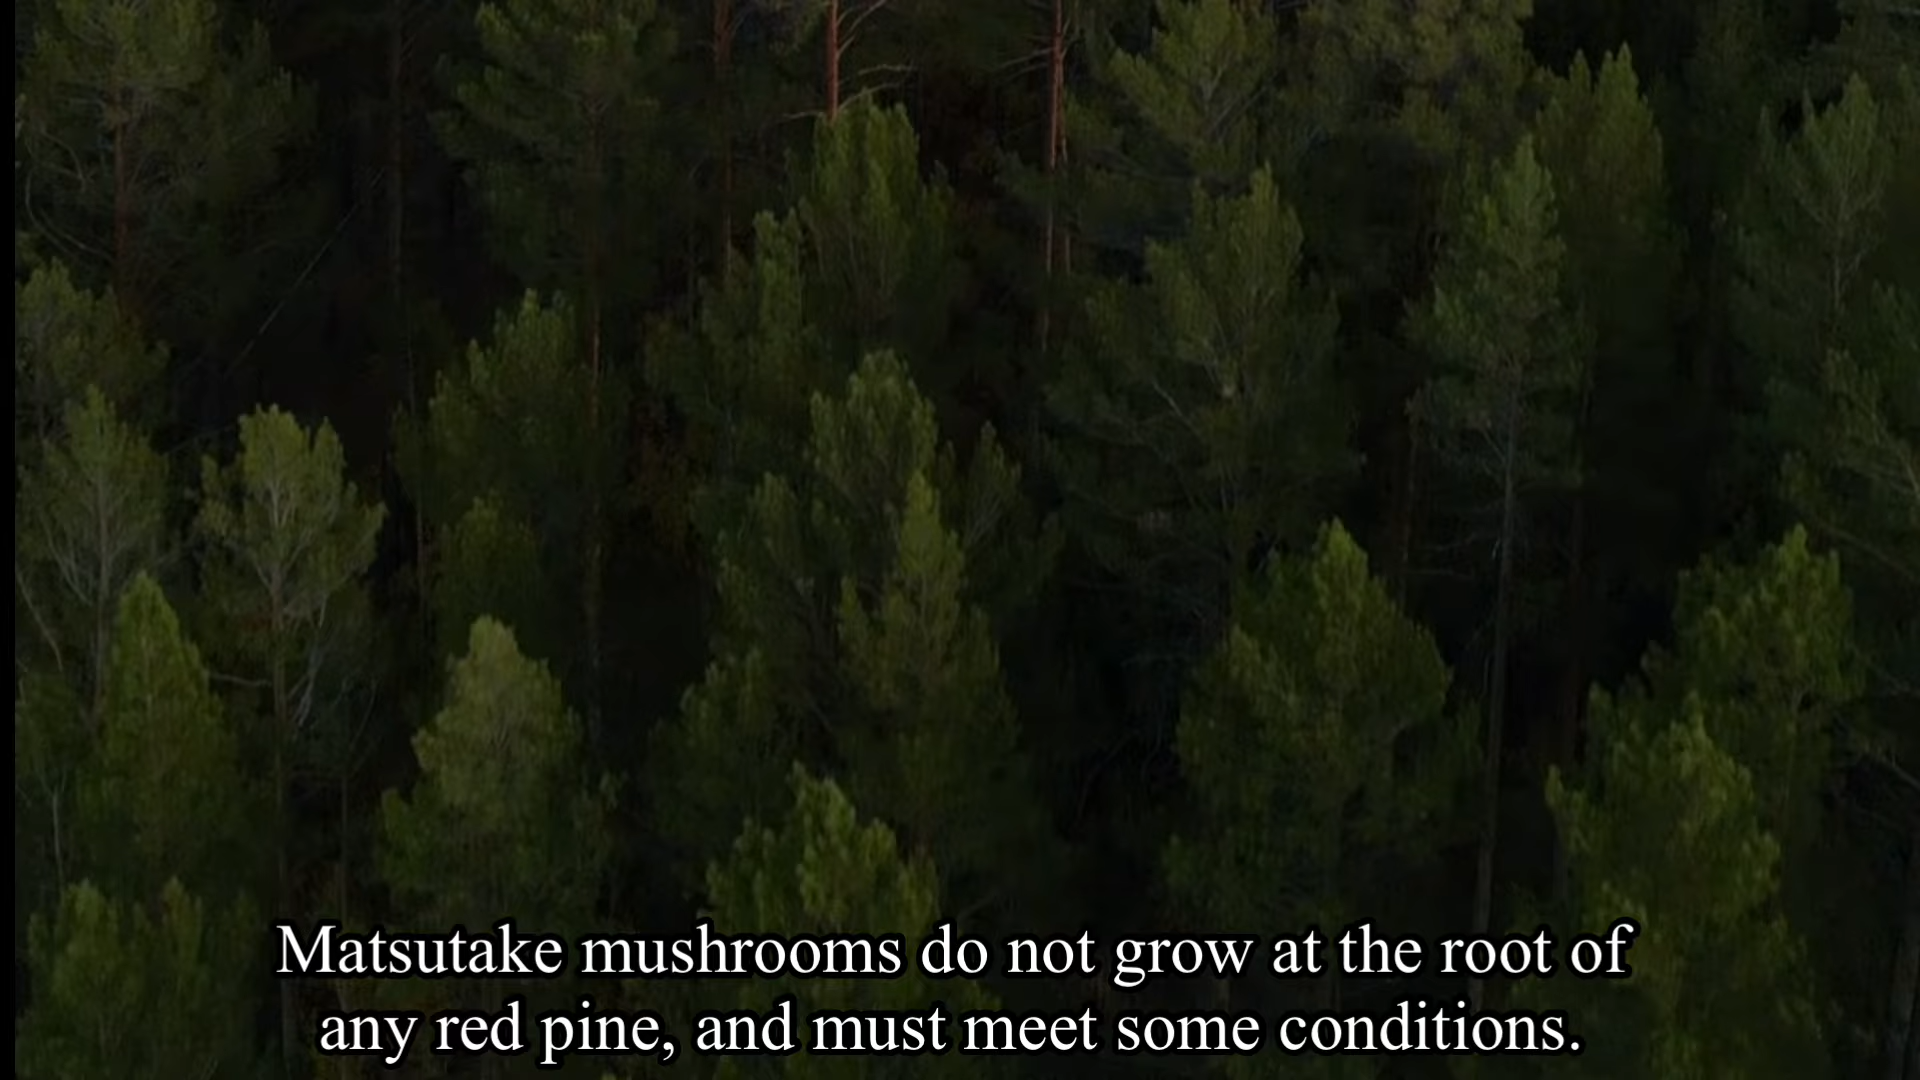 Matsutake mushrooms do not grow at the root of
any red pine, and must meet some conditions.